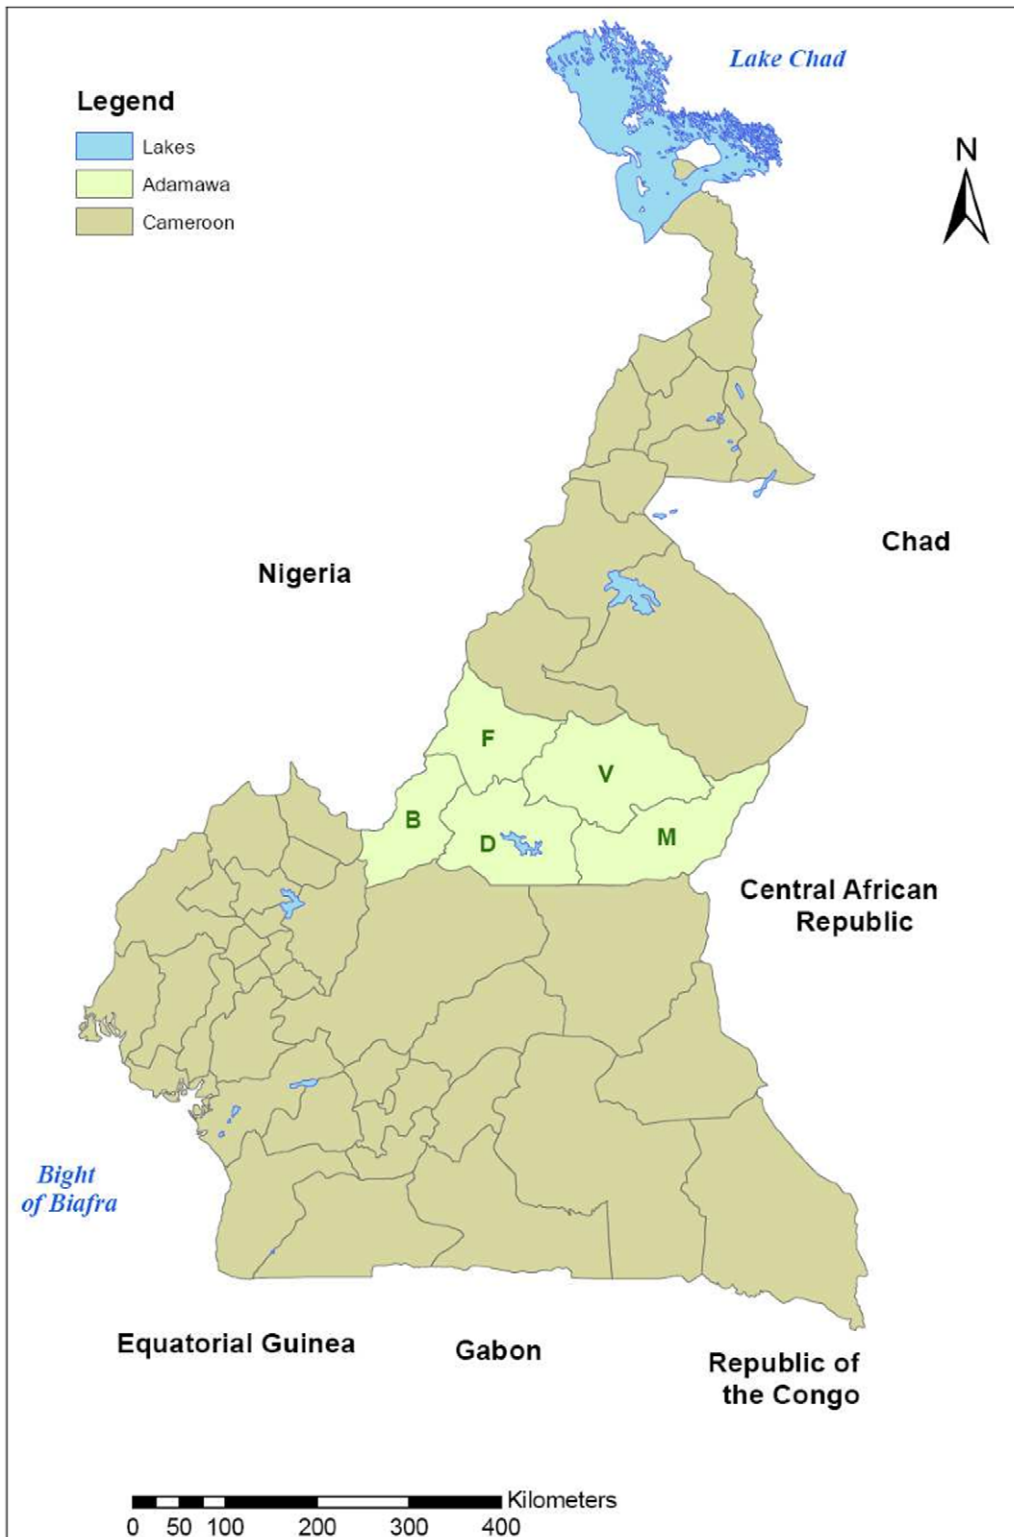 Lake Chad
Legend
Lakes
Adamawa
Cameroon
N
Chad
Nigeria
F
V
B
D
M
Central African
Republic
Bight
of Biafra
Equatorial Guinea
Gabon
Republic of
the Congo
Kilometers
0 50 100 200 300 400